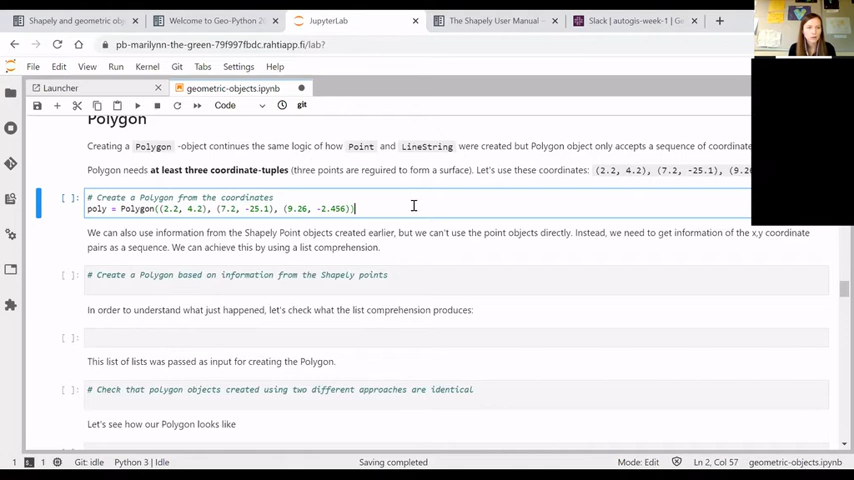 Shapely and geometric obj
Welcome to Geo-Python 20
JupyterLab
The Shapely User Manual —
Slack | autogis-week-1 | Ge
pb-marilynn-the-green-79f997fbdc.rahtiapp.fi/lab?
File Edit View Run Kernel Git Tabs Settings Help
Launcher
geometric-objects.ipynb
Code
git
Polygon
Creating a Polygon -object continues the same logic of how Point and LineString were created but Polygon object only accepts a sequence of coordinate
Polygon needs at least three coordinate-tuples (three points are required to form a surface). Let's use these coordinates: (2.2, 4.2), (7.2, -25.1), (9.26
[ ]: # Create a Polygon from the coordinates
poly = Polygon((2.2, 4.2), (7.2, -25.1), (9.26, -2.456))
We can also use information from the Shapely Point objects created earlier, but we can't use the point objects directly. Instead, we need to get information of the x,y coordinate
pairs as a sequence. We can achieve this by using a list comprehension.
[ ]: # Create a Polygon based on information from the Shapely points
In order to understand what just happened, let's check what the list comprehension produces:
[ ]:
This list of lists was passed as input for creating the Polygon.
[ ]: # Check that polygon objects created using two different approaches are identical
Let's see how our Polygon looks like
1 1 Git: idle Python 3 | Idle Saving completed Mode: Edit Ln 2, Col 57 geometric-objects.ipynb